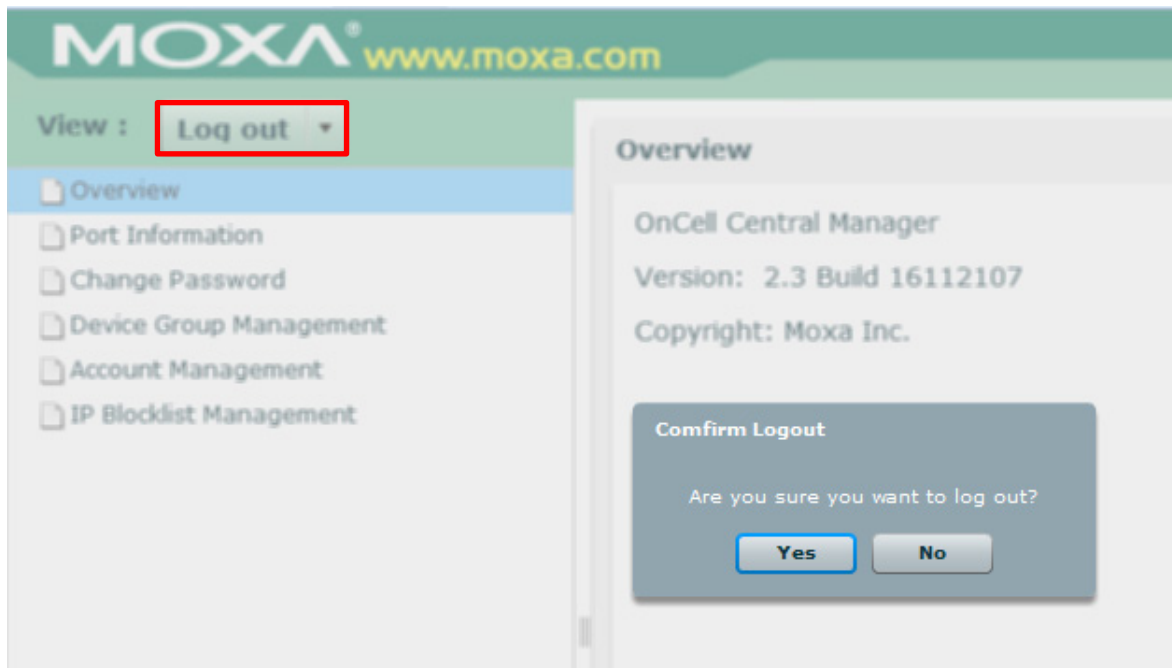 MOXA® www.moxa.com
View : Log out
Overview
Port Information
Change Password
Device Group Management
Account Management
IP Blocklist Management
Overview
OnCell Central Manager
Version: 2.3 Build 16112107
Copyright: Moxa Inc.
Comfirm Logout
Are you sure you want to log out?
Yes No